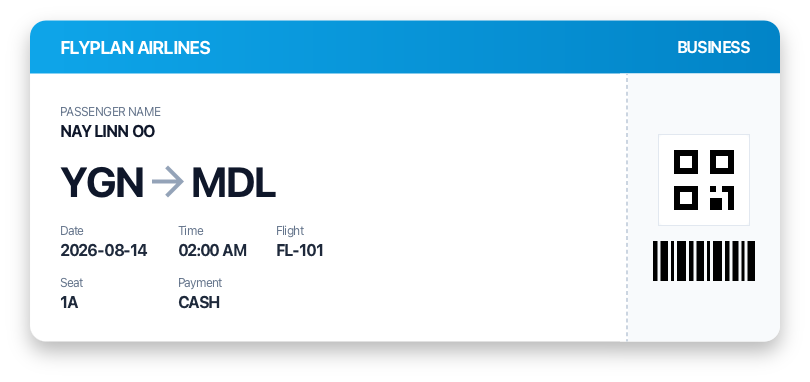 FLYPLAN AIRLINES
BUSINESS
PASSENGER NAME
NAY LINN OO
YGN → MDL
Date Time Flight
2026-08-14 02:00 AM FL-101
Seat Payment
1A CASH